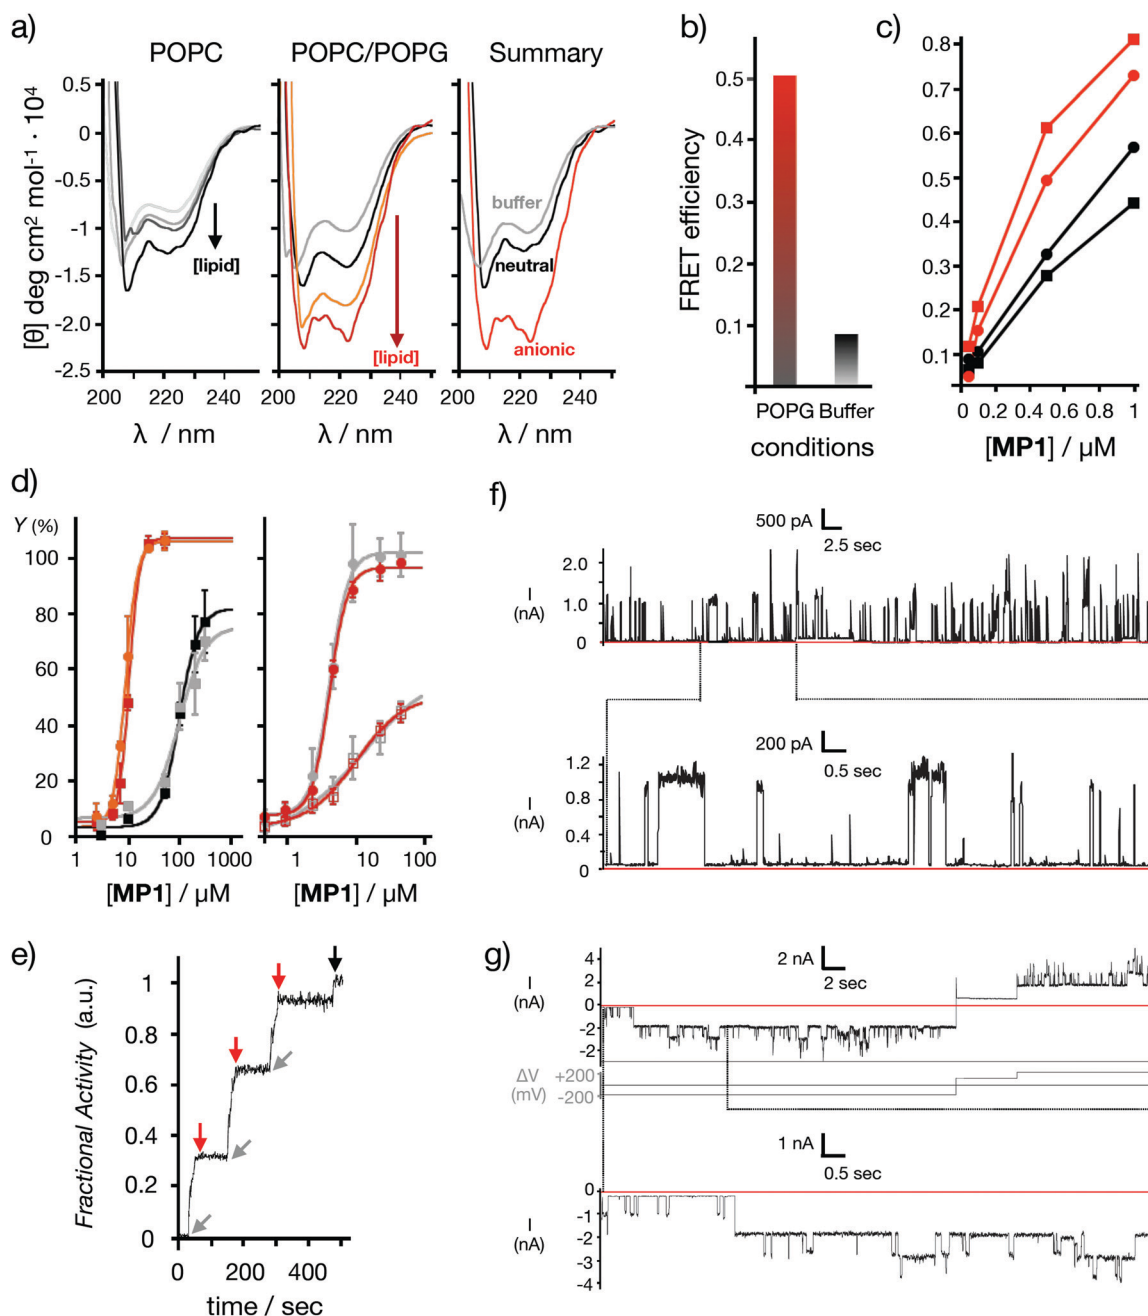 a)
POPC
POPC/POPG
Summary
[θ] deg cm² mol⁻¹ · 10⁴
0
-0.5
-1
-1.5
-2.0
-2.5
[lipid]
[lipid]
buffer
neutral
anionic
200 220 240
200 220 240
200 220 240
λ / nm
λ / nm
λ / nm
b)
FRET efficiency
0.5
0.4
0.3
0.2
0.1
POPG Buffer
conditions
c)
0.8
0.7
0.6
0.5
0.4
0.3
0.2
0.1
0 0.2 0.4 0.6 0.8 1
[MP1] / µM
d)
Y (%)
100
80
60
40
20
0
1 10 100 1000
1 10 100
[MP1] / µM
[MP1] / µM
e)
Fractional Activity (a.u.)
1
0.8
0.6
0.4
0.2
0
0 200 400
time / sec
f)
500 pA
2.5 sec
I
(nA)
2.0
1.0
0
200 pA
0.5 sec
I
(nA)
1.2
0.8
0.4
0
g)
2 nA
2 sec
I
(nA)
4
2
0
-2
-2
ΔV
(mV)
+200
-200
1 nA
0.5 sec
I
(nA)
0
-1
-2
-3
-4